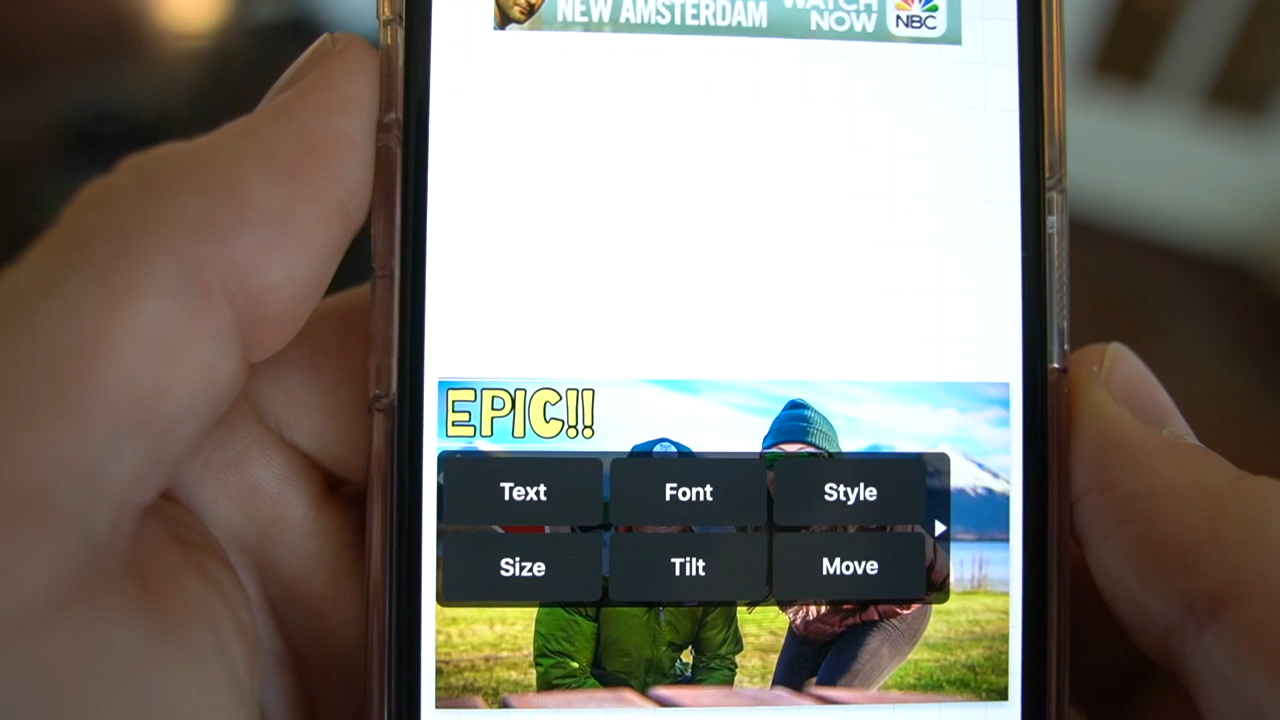 NEW AMSTERDAM
WATCH
NOW
NBC
EPIC!!
Text Font Style
Size Tilt Move